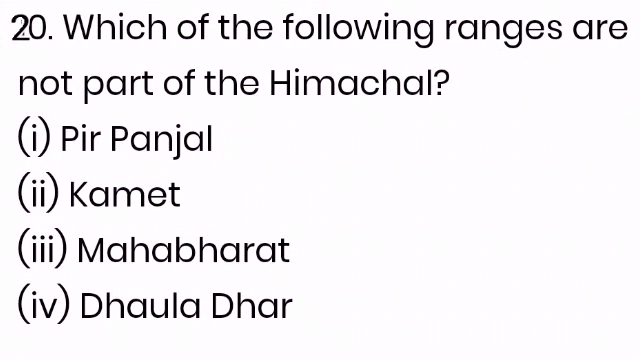 20. Which of the following ranges are
not part of the Himachal?
(i) Pir Panjal
(ii) Kamet
(iii) Mahabharat
(iv) Dhaula Dhar